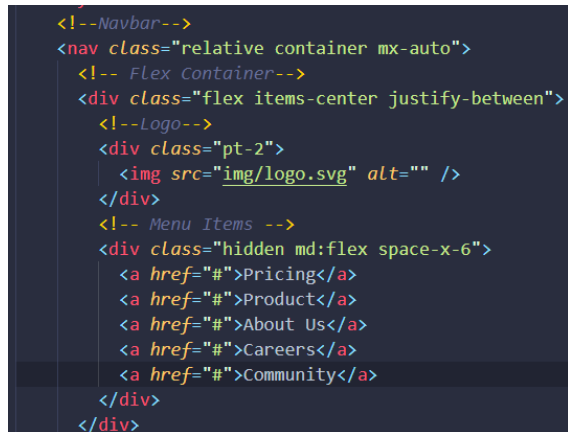 <!--Navbar-->
<nav class="relative container mx-auto">
<!-- Flex Container-->
<div class="flex items-center justify-between">
<!--Logo-->
<div class="pt-2">
<img src="img/logo.svg" alt="" />
</div>
<!-- Menu Items -->
<div class="hidden md:flex space-x-6">
<a href="#">Pricing</a>
<a href="#">Product</a>
<a href="#">About Us</a>
<a href="#">Careers</a>
<a href="#">Community</a>
</div>
</div>